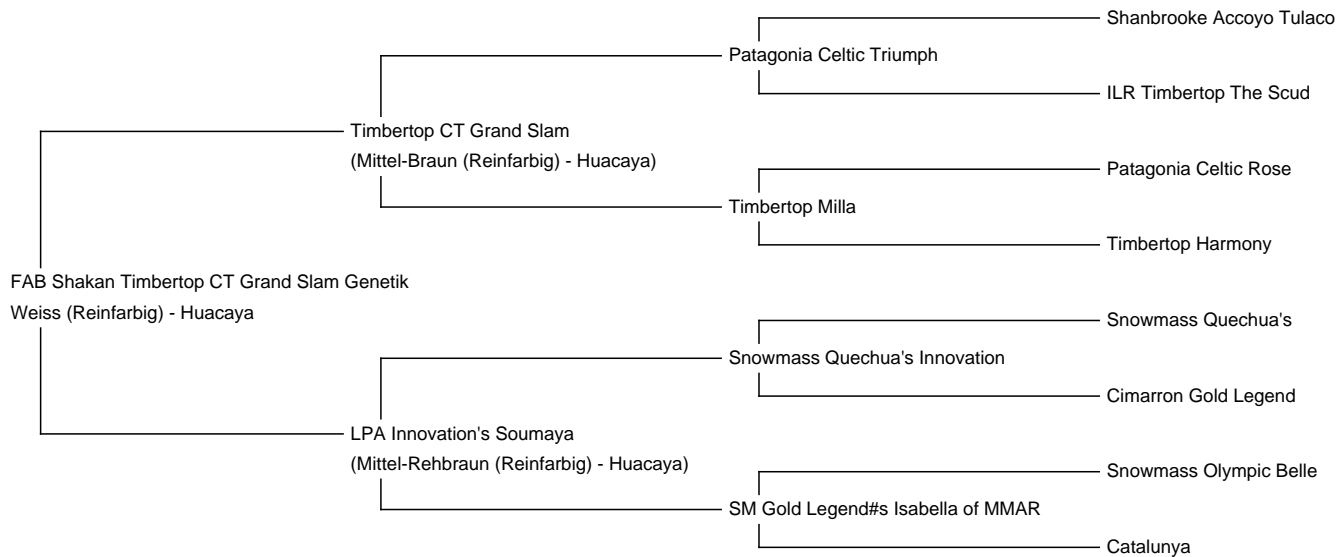 Shanbrooke Accoyo Tulaco
Patagonia Celtic Triumph
ILR Timbertop The Scud
Timbertop CT Grand Slam
(Mittel-Braun (Reinfarbig) - Huacaya)
Patagonia Celtic Rose
Timbertop Milla
Timbertop Harmony
FAB Shakan Timbertop CT Grand Slam Genetik
Weiss (Reinfarbig) - Huacaya
Snowmass Quechua's
Snowmass Quechua's Innovation
Cimarron Gold Legend
LPA Innovation's Soumaya
(Mittel-Rehbraun (Reinfarbig) - Huacaya)
Snowmass Olympic Belle
SM Gold Legend#s Isabella of MMAR
Catalunya